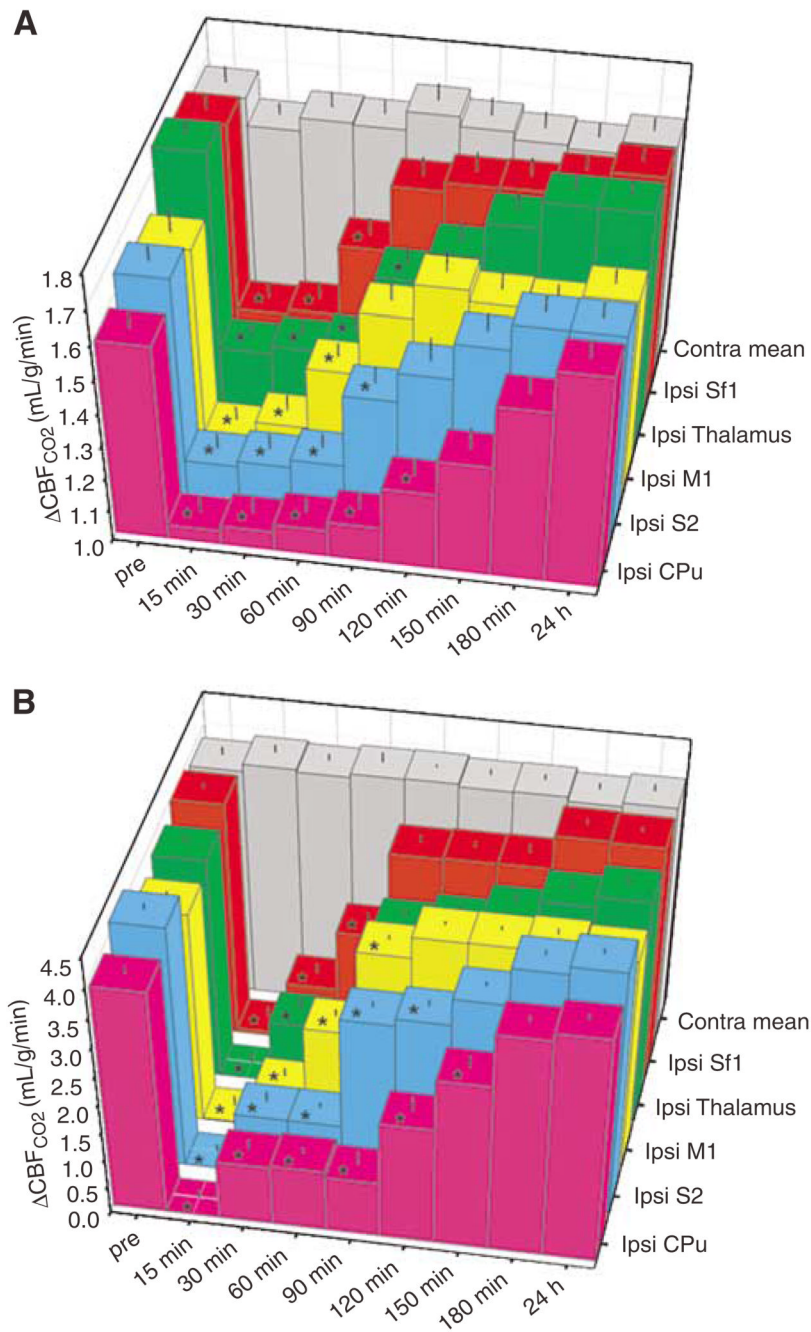 A
ΔCBFCO2 (mL/g/min)
1.8
1.7
1.6
1.5
1.4
1.3
1.2
1.1
1.0
pre
15 min
30 min
60 min
90 min
120 min
150 min
180 min
24 h
Contra mean
Ipsi Sf1
Ipsi Thalamus
Ipsi M1
Ipsi S2
Ipsi CPu
B
ΔCBFCO2 (mL/g/min)
4.5
4.0
3.5
3.0
2.5
2.0
1.5
1.0
0.5
0.0
pre
15 min
30 min
60 min
90 min
120 min
150 min
180 min
24 h
Contra mean
Ipsi Sf1
Ipsi Thalamus
Ipsi M1
Ipsi S2
Ipsi CPu